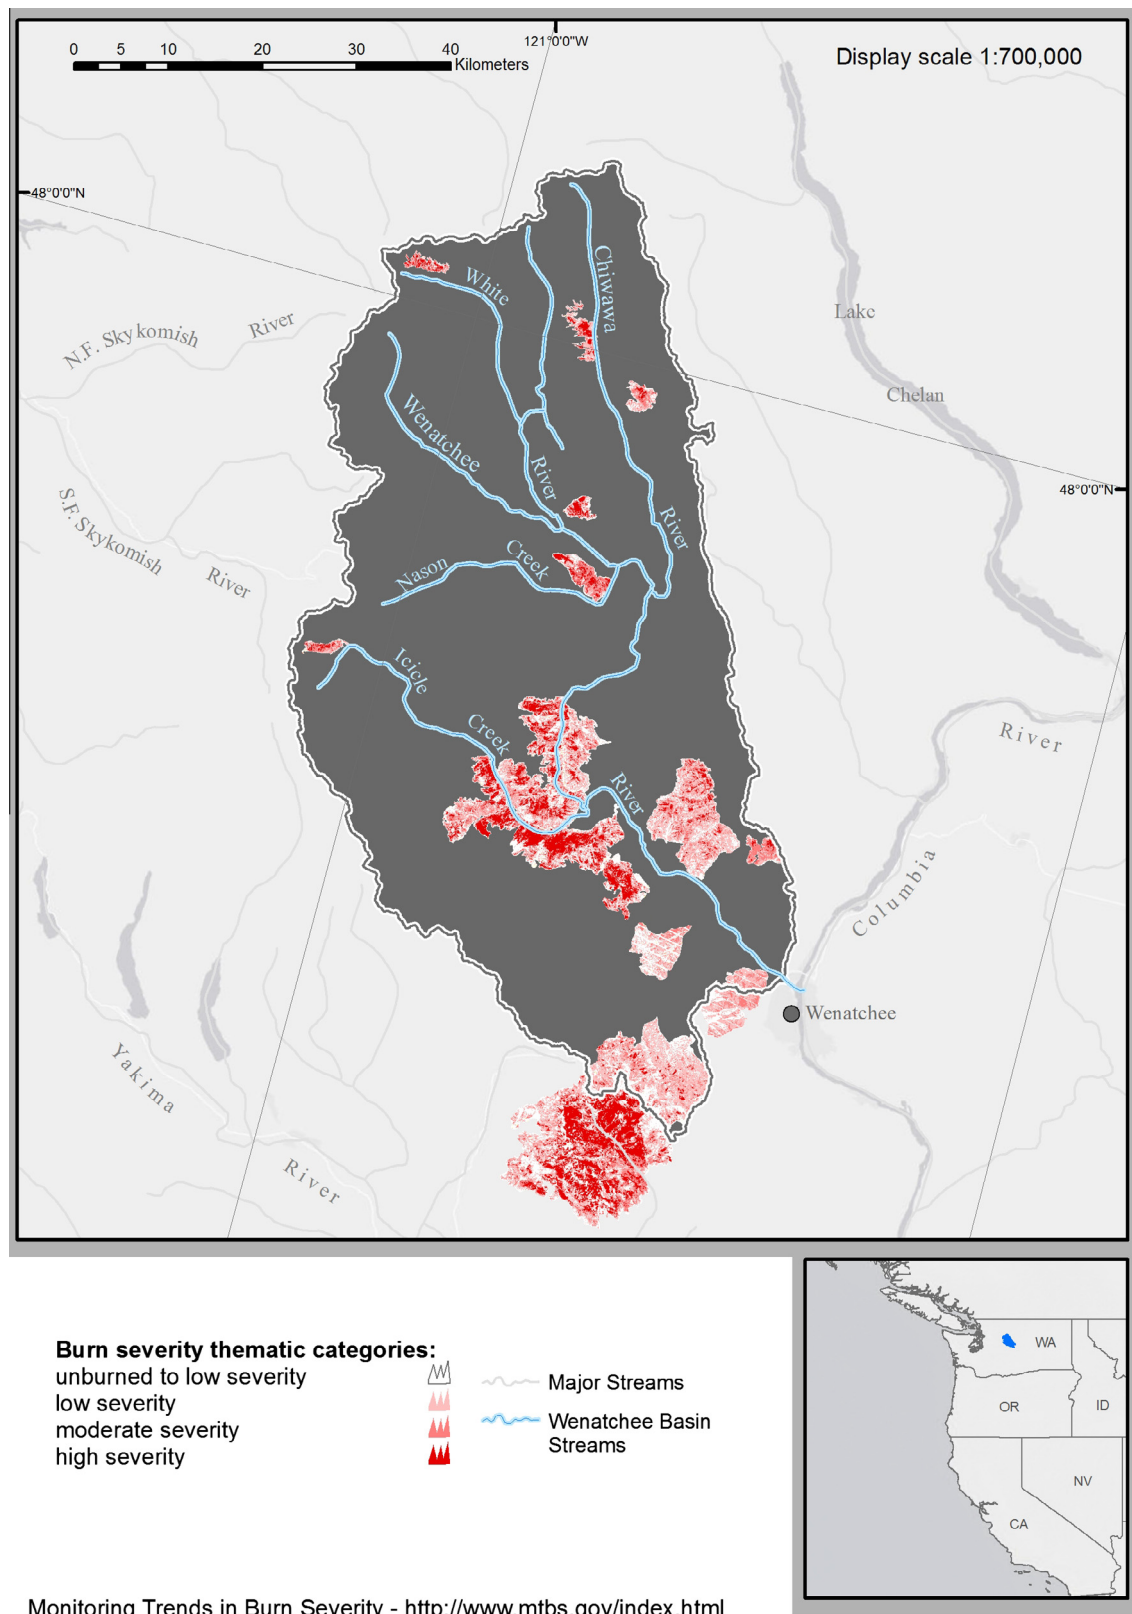 0 5 10 20 30 40
Kilometers
121°0'0"W
Display scale 1:700,000
48°0'0"N
Chiwawa
White
Lake
N.F. Skykomish
River
Chelan
Wenatchee
River
48°0'0"N
S.F. Skykomish
River
River
Creek
Nason
Icicle
Creek
River
River
Columbia
Wenatchee
Yakima
River
Burn severity thematic categories:
unburned to low severity
low severity
moderate severity
high severity
Major Streams
Wenatchee Basin
Streams
WA
OR
ID
NV
CA
Monitoring Trends in Burn Severity - http://www.mtbs.gov/index.html